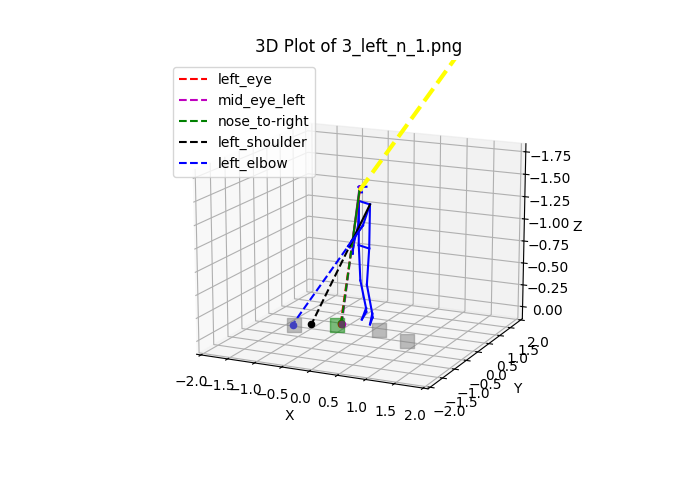 3D Plot of 3_left_n_1.png
left_eye
mid_eye_left
nose_to-right
left_shoulder
left_elbow
−1.75
−1.50
−1.25
−1.00
−0.75
−0.50
−0.25
0.00
Z
−2.0
−1.5
−1.0
−0.5
0.0
0.5
1.0
1.5
2.0
X
−2.0
−1.5
−1.0
−0.5
0.0
0.5
1.0
1.5
2.0
Y